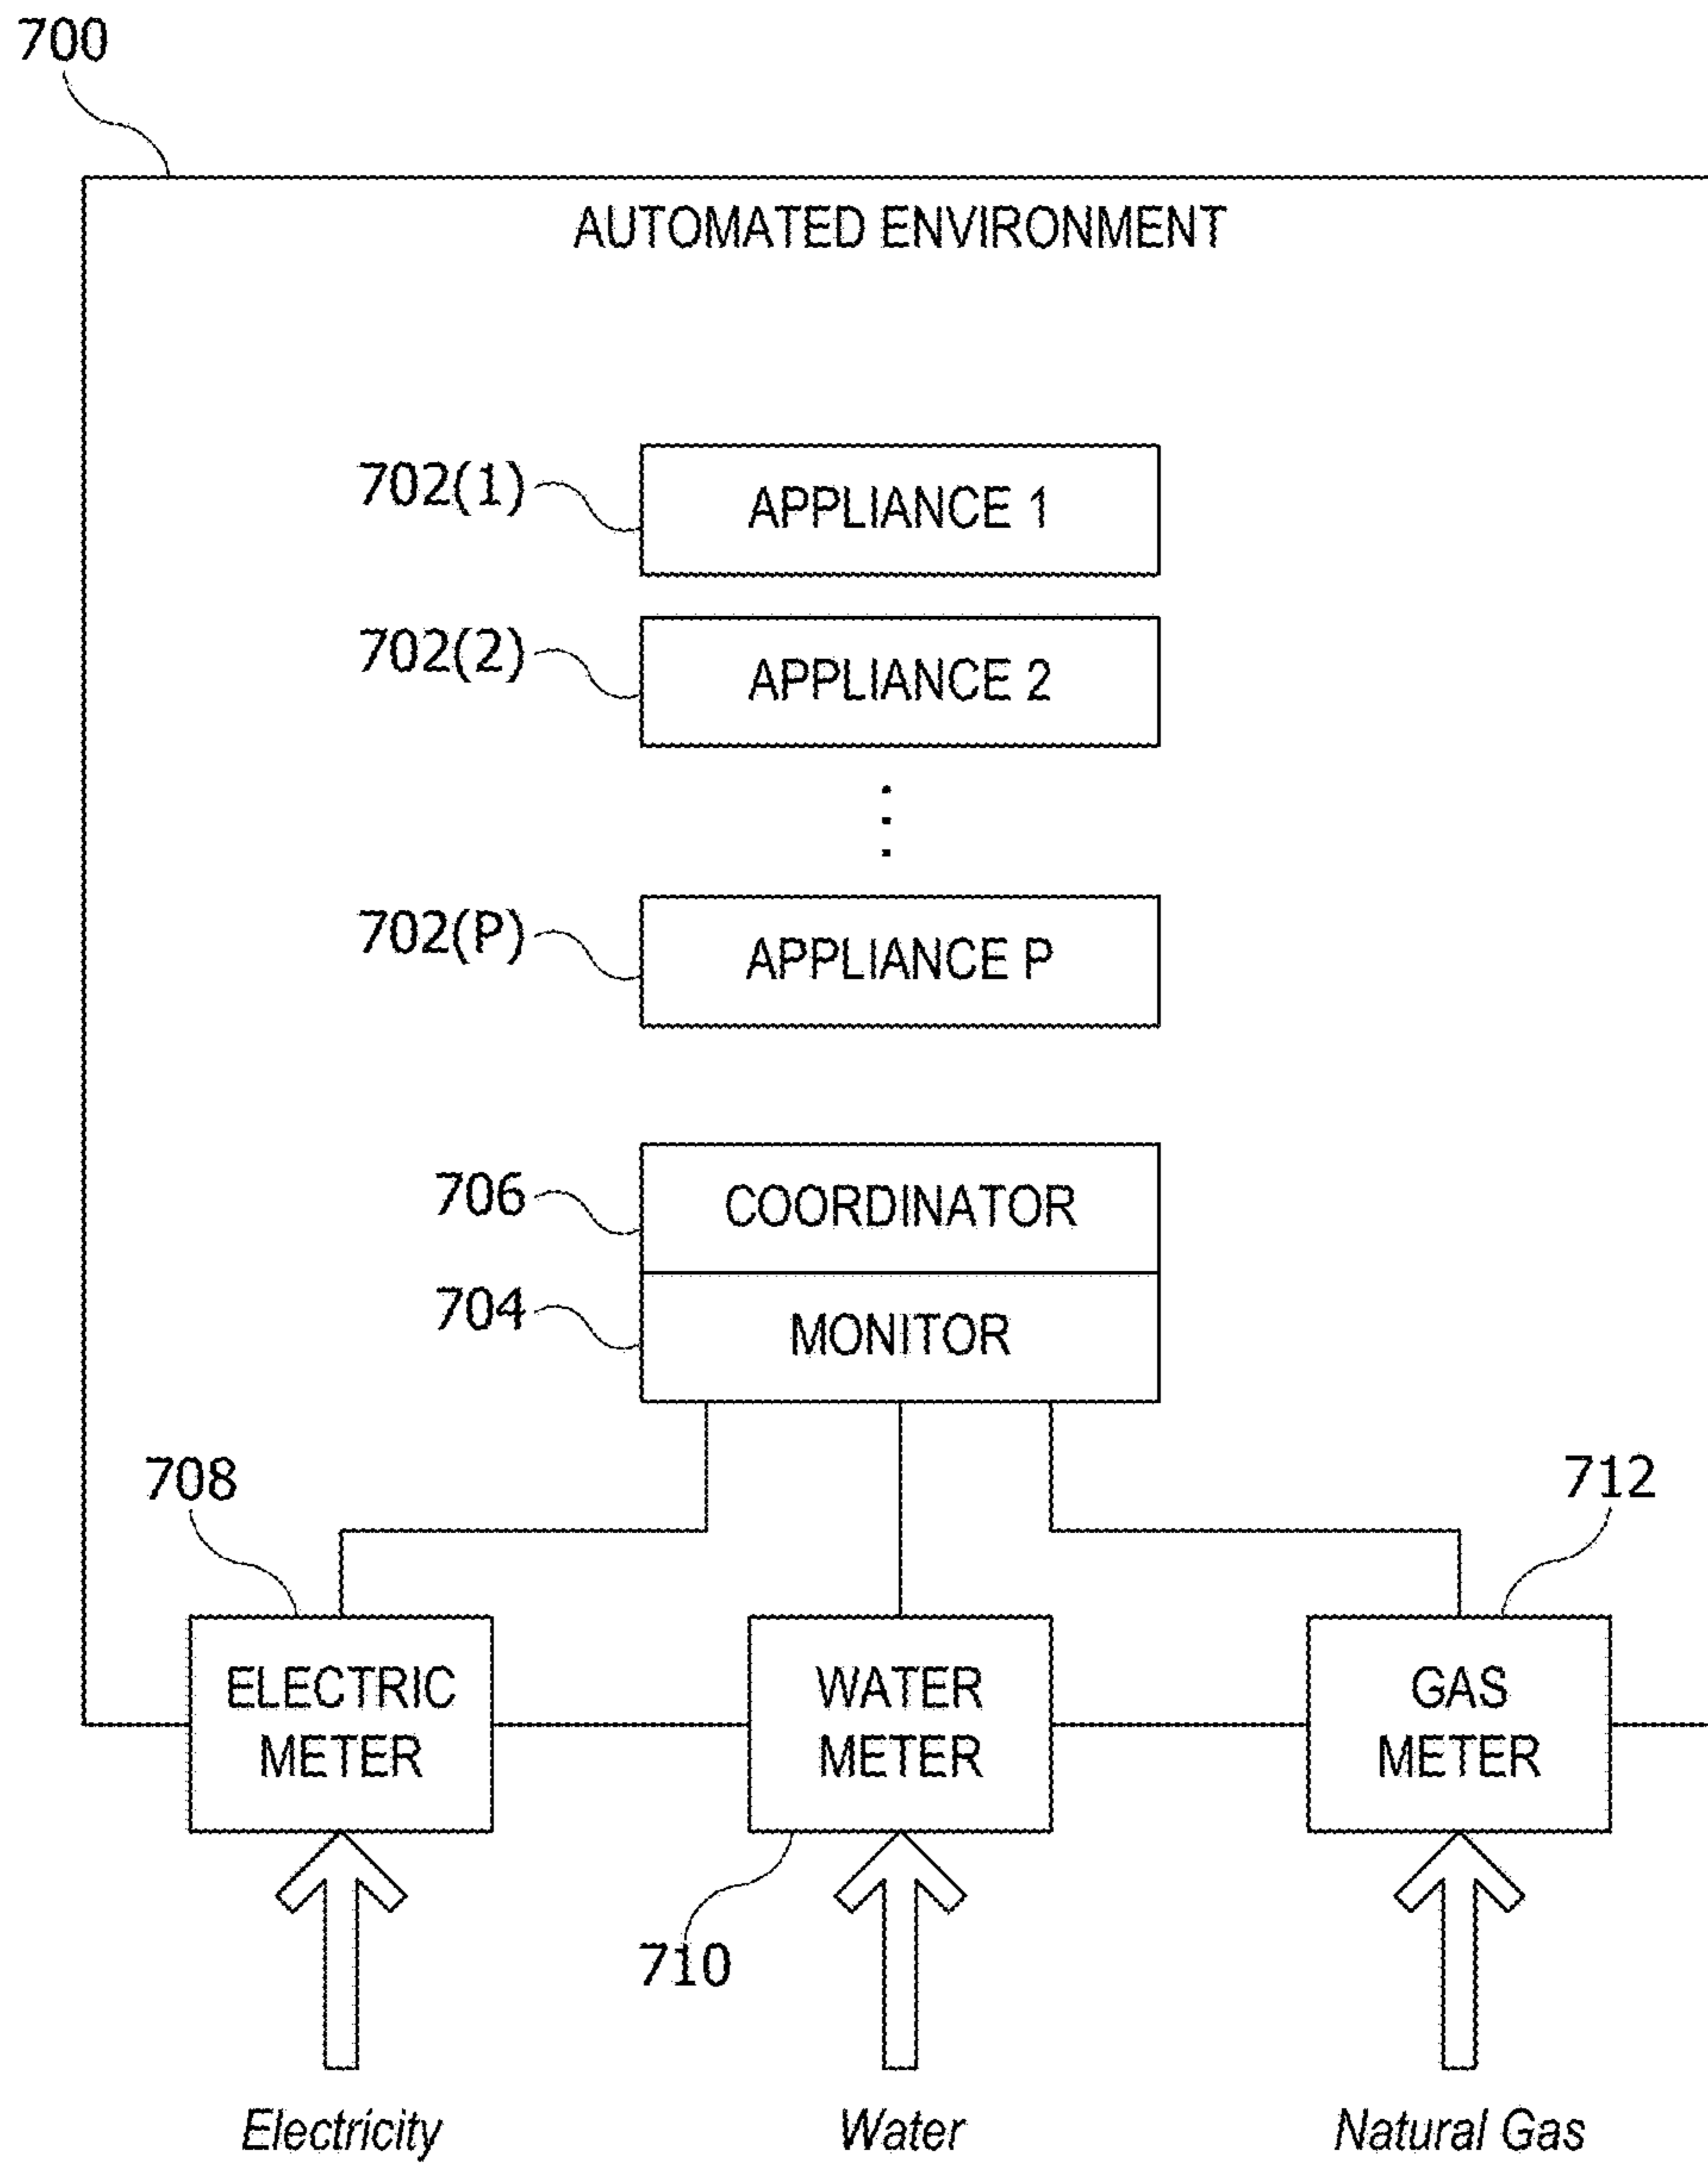 700
AUTOMATED ENVIRONMENT
702(1)
APPLIANCE 1
702(2)
APPLIANCE 2
702(P)
APPLIANCE P
706
COORDINATOR
704
MONITOR
708
712
ELECTRIC
METER
WATER
METER
GAS
METER
710
Electricity
Water
Natural Gas